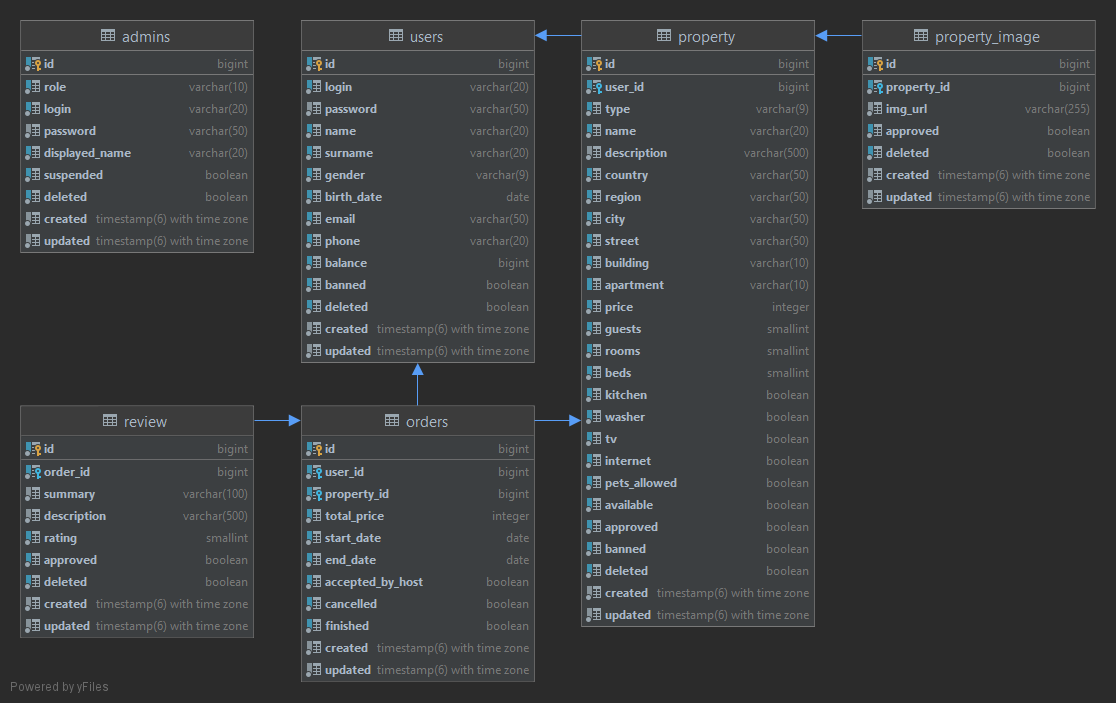 admins
id bigint
role varchar(10)
login varchar(20)
password varchar(50)
displayed_name varchar(20)
suspended boolean
deleted boolean
created timestamp(6) with time zone
updated timestamp(6) with time zone
users
id bigint
login varchar(20)
password varchar(50)
name varchar(20)
surname varchar(20)
gender varchar(9)
birth_date date
email varchar(50)
phone varchar(20)
balance bigint
banned boolean
deleted boolean
created timestamp(6) with time zone
updated timestamp(6) with time zone
property
id bigint
user_id bigint
type varchar(9)
name varchar(20)
description varchar(500)
country varchar(50)
region varchar(50)
city varchar(50)
street varchar(50)
building varchar(10)
apartment varchar(10)
price integer
guests smallint
rooms smallint
beds smallint
kitchen boolean
washer boolean
tv boolean
internet boolean
pets_allowed boolean
available boolean
approved boolean
banned boolean
deleted boolean
created timestamp(6) with time zone
updated timestamp(6) with time zone
property_image
id bigint
property_id bigint
img_url varchar(255)
approved boolean
deleted boolean
created timestamp(6) with time zone
updated timestamp(6) with time zone
review
id bigint
order_id bigint
summary varchar(100)
description varchar(500)
rating smallint
approved boolean
deleted boolean
created timestamp(6) with time zone
updated timestamp(6) with time zone
orders
id bigint
user_id bigint
property_id bigint
total_price integer
start_date date
end_date date
accepted_by_host boolean
cancelled boolean
finished boolean
created timestamp(6) with time zone
updated timestamp(6) with time zone
Powered by yFiles